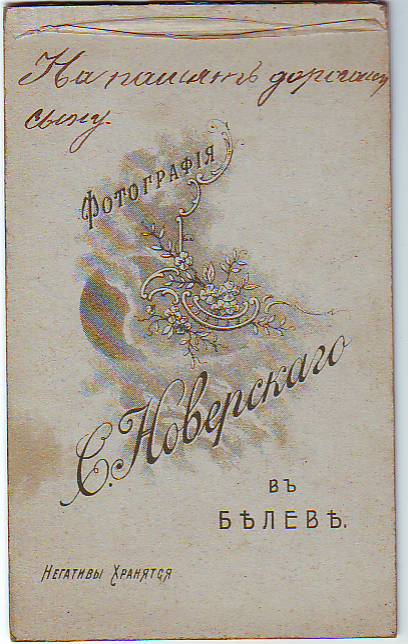 На память дорогому
сыну.
Фотографія
С. Новерскаго
въ
Бѣлевѣ.
Негативы Хранятся